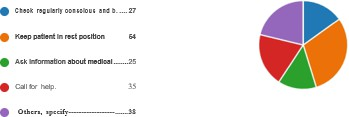 Check regularly conscious and b......27
Keep patient in rest position 64
Ask information about medical........25
Call for help. 35
Others, specify------------------......38